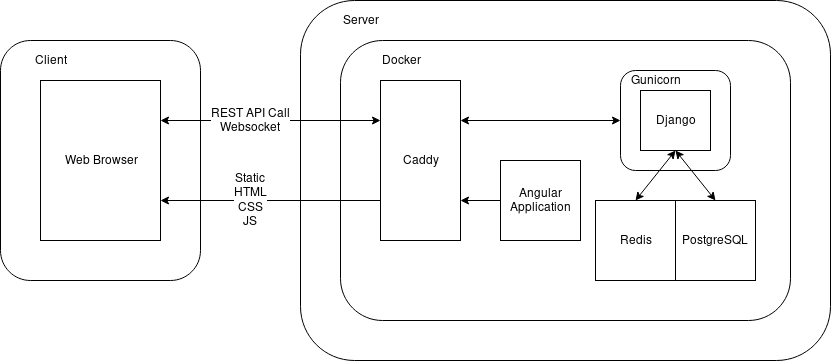 Server
Client
Docker
Gunicorn
REST API Call
Websocket
Django
Web Browser
Caddy
Static
HTML
CSS
JS
Angular
Application
Redis
PostgreSQL